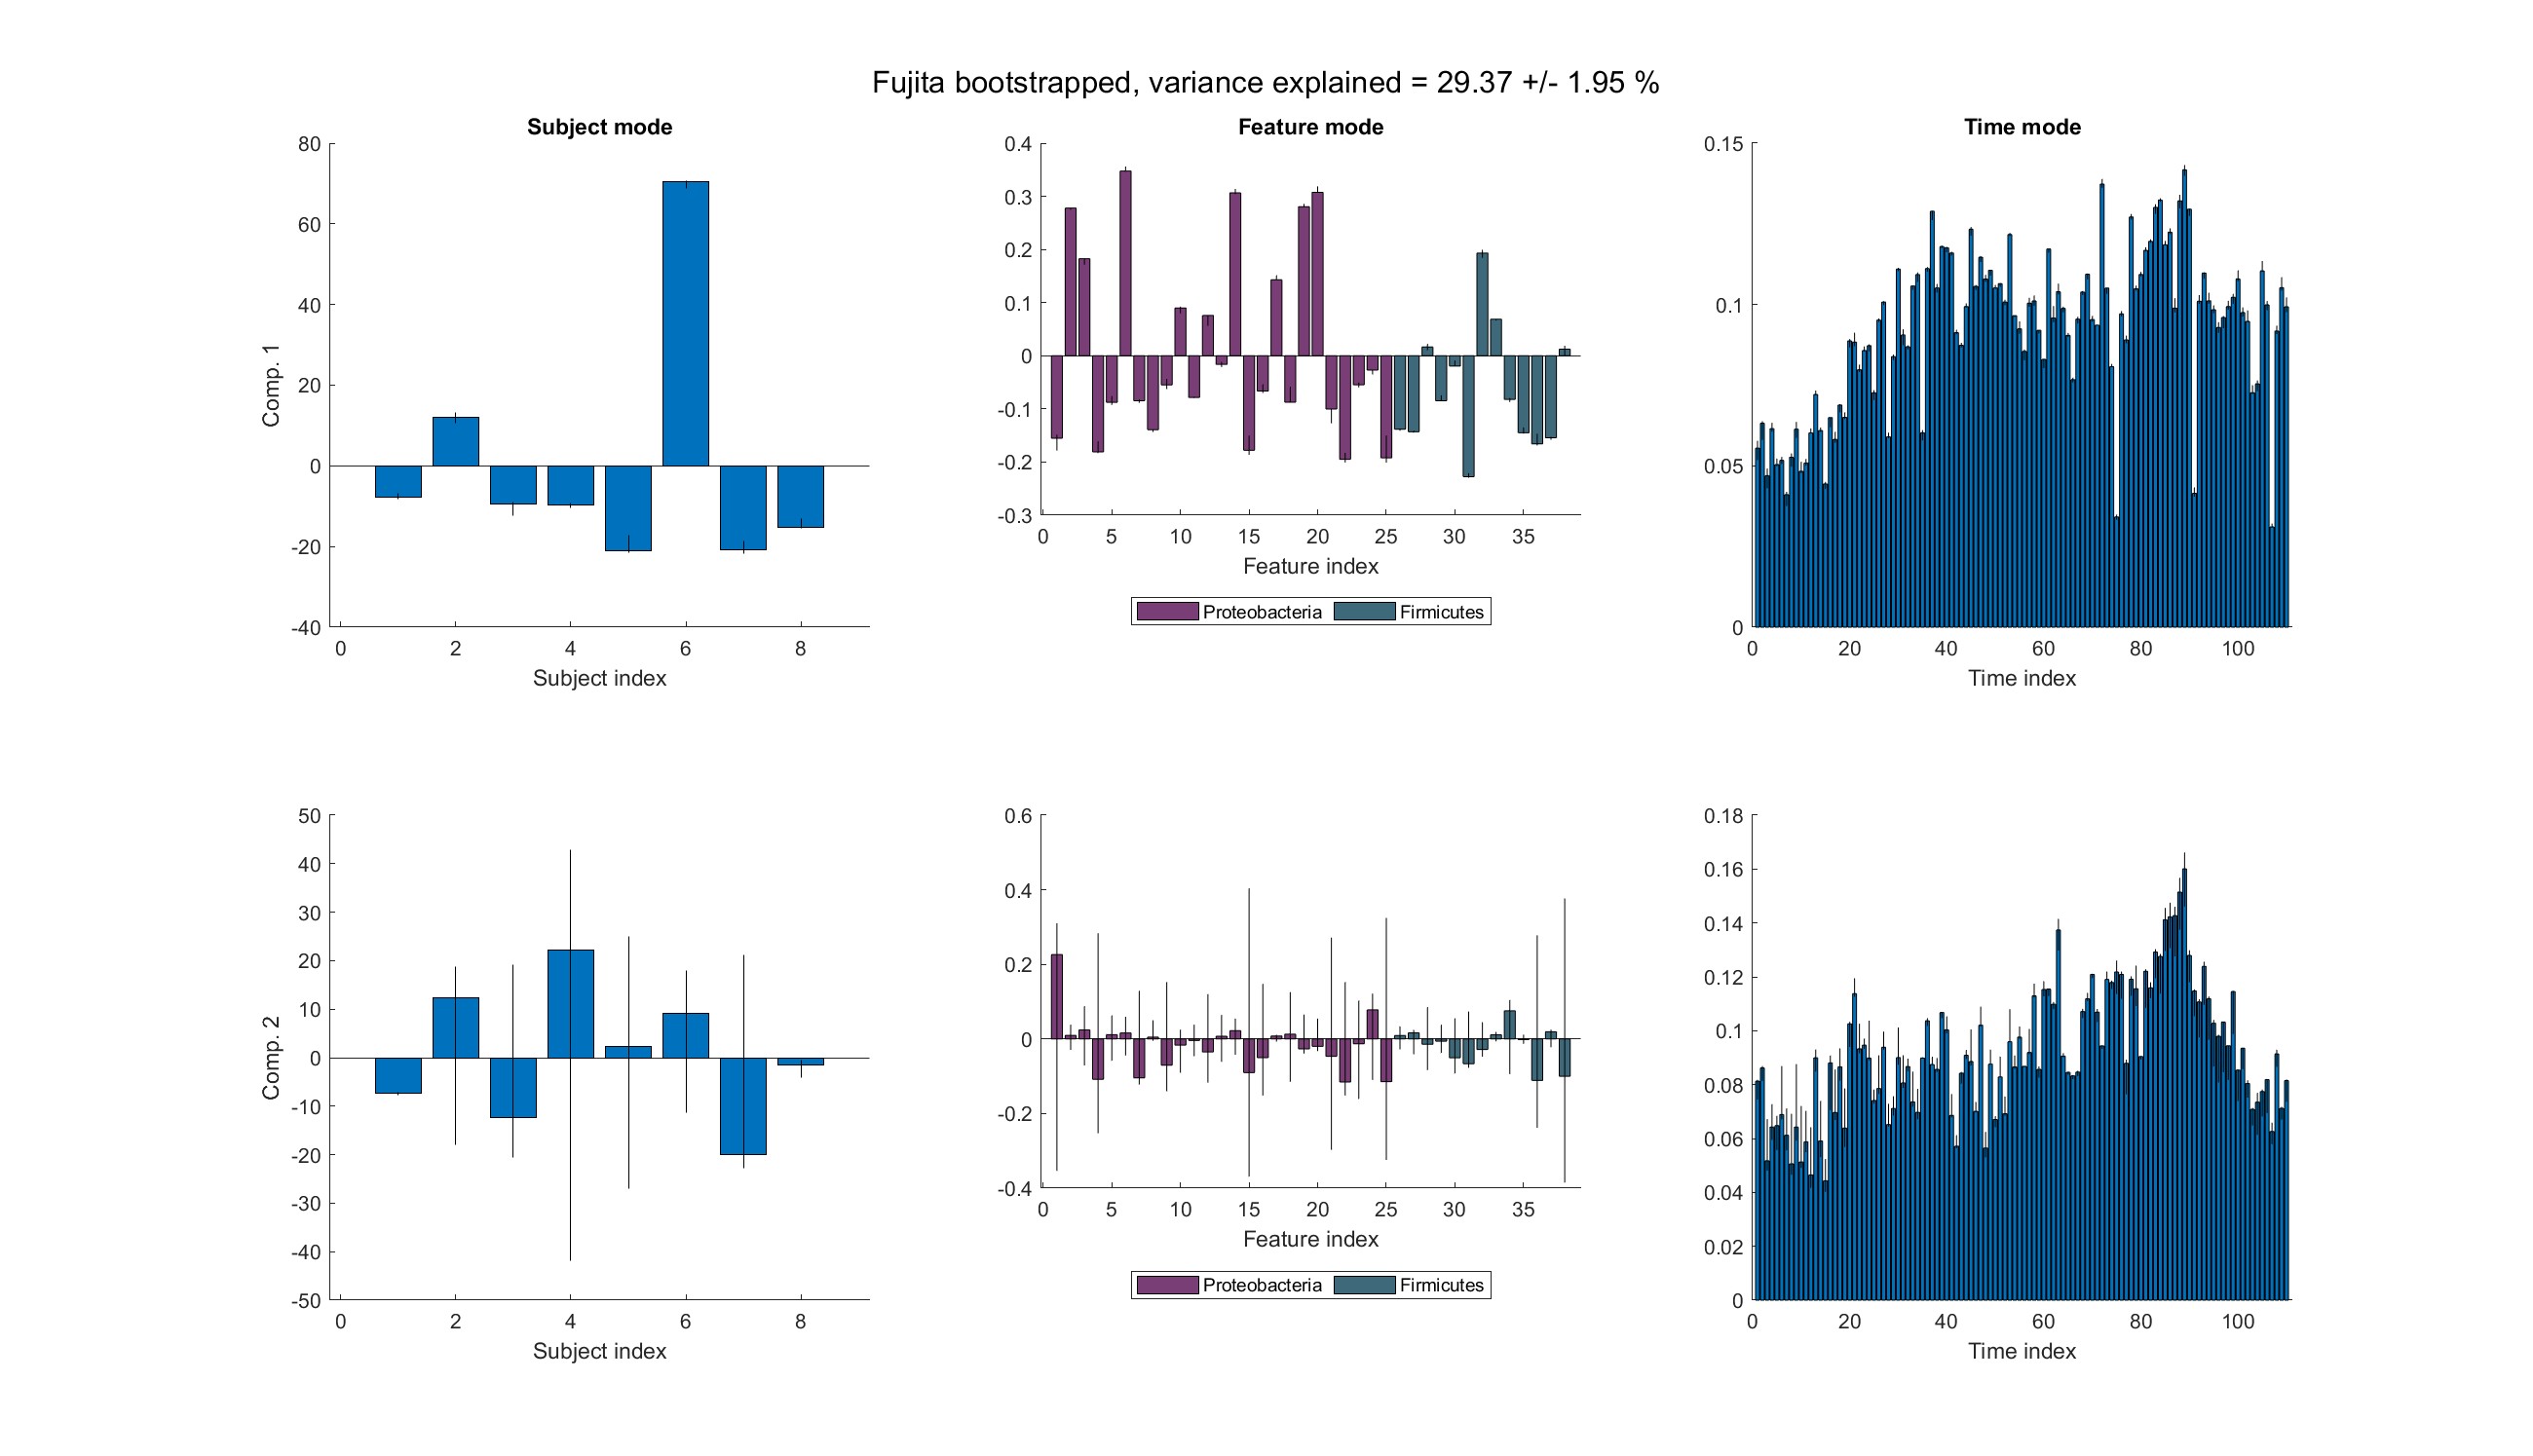 Fujita bootstrapped, variance explained = 29.37 +/- 1.95 %
Subject mode
80
60
40
20
0
-20
-40
0 2 4 6 8
Subject index
Comp. 1
Feature mode
0.4
0.3
0.2
0.1
0
-0.1
-0.2
-0.3
0 5 10 15 20 25 30 35
Feature index
Proteobacteria Firmicutes
Time mode
0.15
0.1
0.05
0
0 20 40 60 80 100
Time index
50
40
30
20
10
0
-10
-20
-30
-40
-50
0 2 4 6 8
Subject index
Comp. 2
0.6
0.4
0.2
0
-0.2
-0.4
0 5 10 15 20 25 30 35
Feature index
Proteobacteria Firmicutes
0.18
0.16
0.14
0.12
0.1
0.08
0.06
0.04
0.02
0
0 20 40 60 80 100
Time index